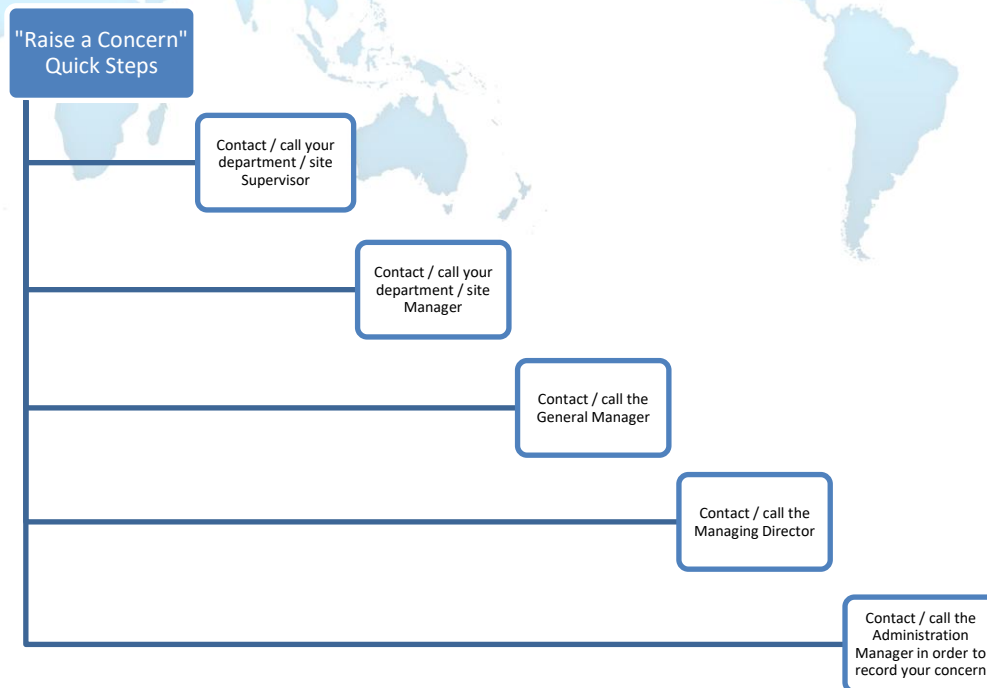 "Raise a Concern"
Quick Steps
Contact / call your
department / site
Supervisor
Contact / call your
department / site
Manager
Contact / call the
General Manager
Contact / call the
Managing Director
Contact / call the
Administration
Manager in order to
record your concern